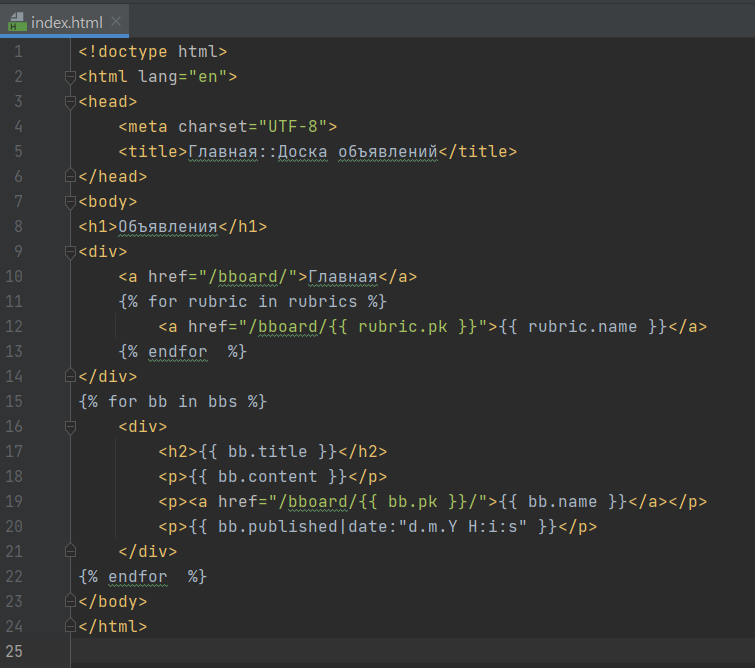 index.html
1 <!doctype html>
2 <html lang="en">
3 <head>
4     <meta charset="UTF-8">
5     <title>Главная::Доска объявлений</title>
6 </head>
7 <body>
8 <h1>Объявления</h1>
9 <div>
10     <a href="/bboard/">Главная</a>
11     {% for rubric in rubrics %}
12         <a href="/bboard/{{ rubric.pk }}">{{ rubric.name }}</a>
13     {% endfor  %}
14 </div>
15 {% for bb in bbs %}
16     <div>
17         <h2>{{ bb.title }}</h2>
18         <p>{{ bb.content }}</p>
19         <p><a href="/bboard/{{ bb.pk }}/">{{ bb.name }}</a></p>
20         <p>{{ bb.published|date:"d.m.Y H:i:s" }}</p>
21     </div>
22 {% endfor  %}
23 </body>
24 </html>
25